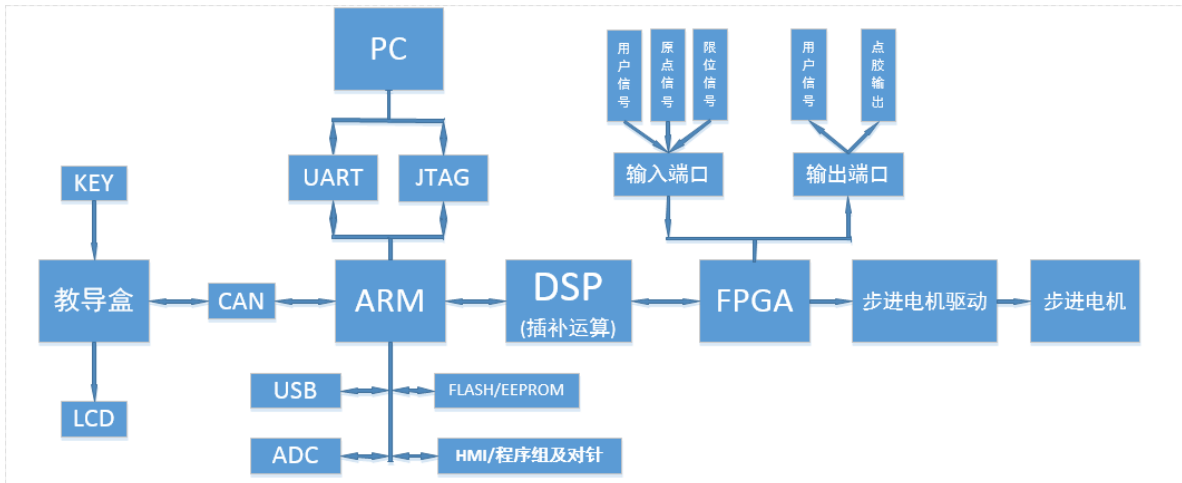 PC
用户信号
原点信号
限位信号
用户信号
点胶输出
UART
JTAG
输入端口
输出端口
KEY
教导盒
CAN
ARM
DSP
(插补运算)
FPGA
步进电机驱动
步进电机
USB
FLASH/EEPROM
LCD
ADC
HMI/程序组及对针